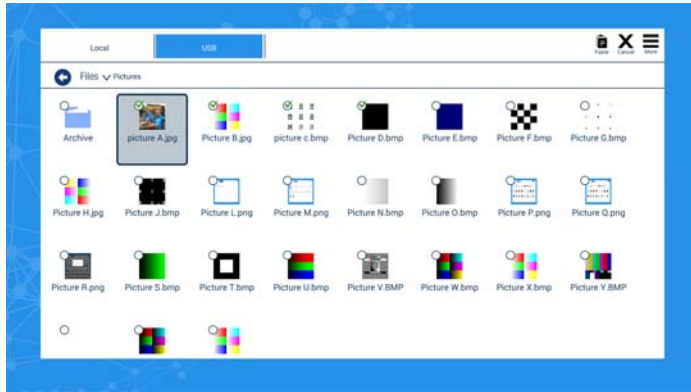 Local USB Paste Cancel More
Files Pictures
Archive picture A.jpg Picture B.jpg picture c.bmp Picture D.bmp Picture E.bmp Picture F.bmp Picture G.bmp
Picture H.jpg Picture J.bmp Picture L.png Picture M.png Picture N.bmp Picture O.bmp Picture P.png Picture Q.png
Picture R.png Picture S.bmp Picture T.bmp Picture U.bmp Picture V.BMP Picture W.bmp Picture X.bmp Picture Y.BMP